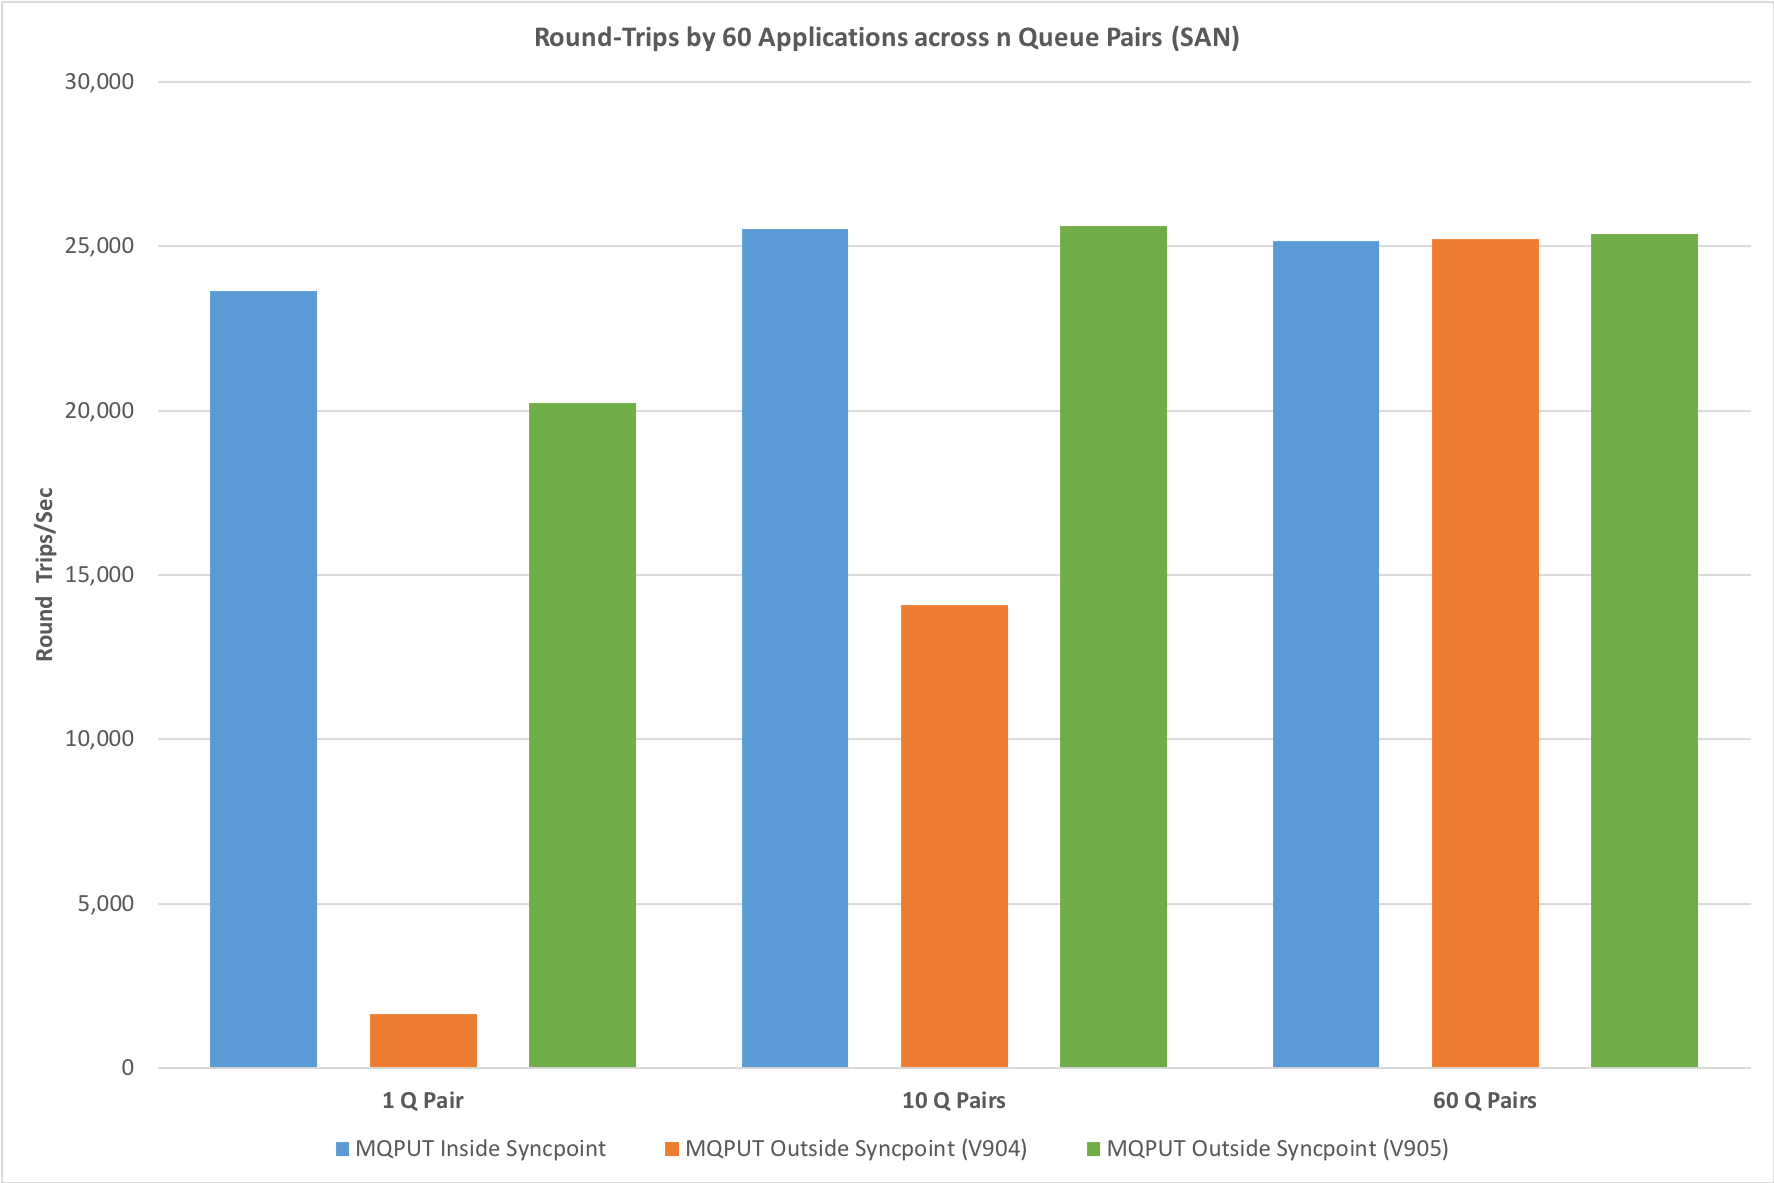 Round-Trips by 60 Applications across n Queue Pairs (SAN)
30,000
25,000
20,000
15,000
10,000
5,000
0
Round Trips/Sec
1 Q Pair
10 Q Pairs
60 Q Pairs
MQPUT Inside Syncpoint
MQPUT Outside Syncpoint (V904)
MQPUT Outside Syncpoint (V905)